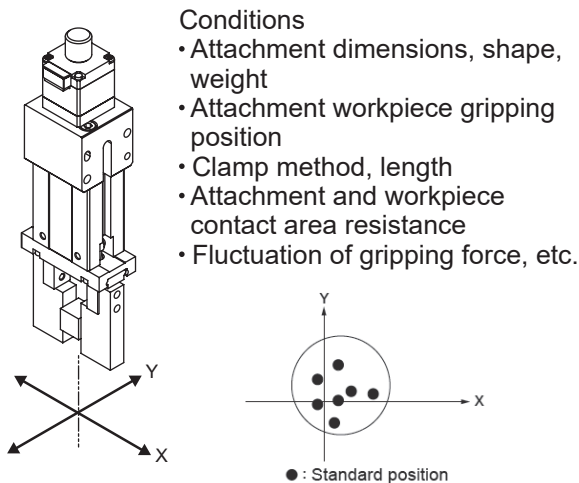 Conditions
・Attachment dimensions, shape,
weight
・Attachment workpiece gripping
position
・Clamp method, length
・Attachment and workpiece
contact area resistance
・Fluctuation of gripping force, etc.
Y
X
Y
X
● : Standard position